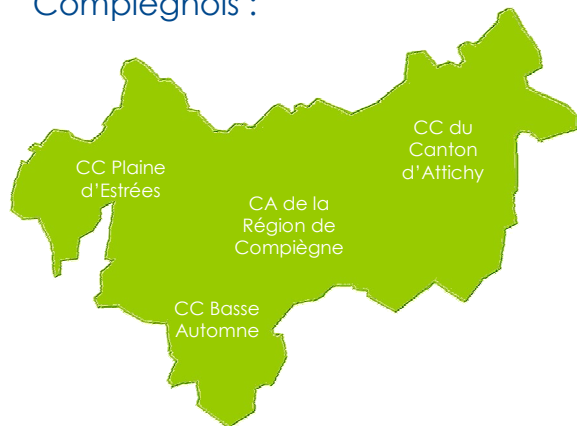 Compiégnois :
CC du
Canton
d'Attichy
CC Plaine
d'Estrées
CA de la
Région de
Compiègne
CC Basse
Automne